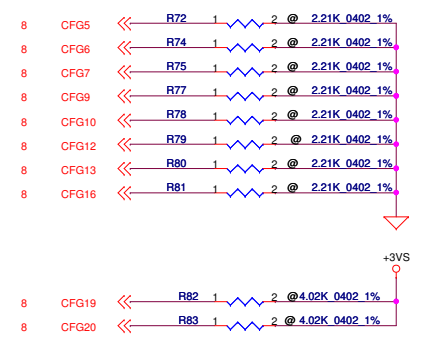 8 CFG5 R72 1 2 @ 2.21K_0402_1%
8 CFG6 R74 1 2 @ 2.21K_0402_1%
8 CFG7 R75 1 2 @ 2.21K_0402_1%
8 CFG9 R77 1 2 @ 2.21K_0402_1%
8 CFG10 R78 1 2 @ 2.21K_0402_1%
8 CFG12 R79 1 2 @ 2.21K_0402_1%
8 CFG13 R80 1 2 @ 2.21K_0402_1%
8 CFG16 R81 1 2 @ 2.21K_0402_1%
+3VS
8 CFG19 R82 1 2 @ 4.02K_0402_1%
8 CFG20 R83 1 2 @ 4.02K_0402_1%